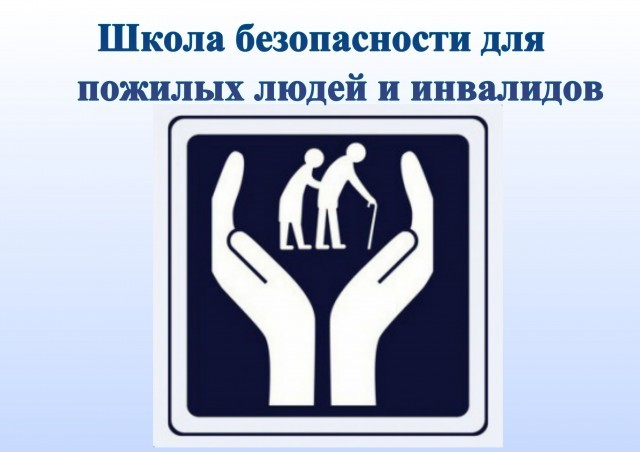 Школа безопасности для
пожилых людей и инвалидов